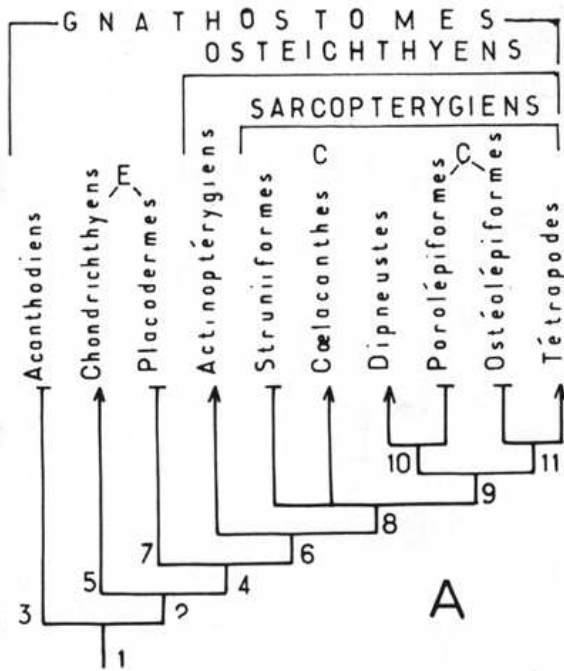 GNATHOSTOMES
OSTEICHTHYENS
SARCOPTERYGIENS
Acanthodiens
Chondrichthyens
E
Placodermes
Actinoptérygiens
Struniiformes
C
Cœlacanthes
Dipneustes
Porolépiformes
C
Ostéolépiformes
Tétrapodes
10
11
9
8
7
6
5
4
3
2
1
A